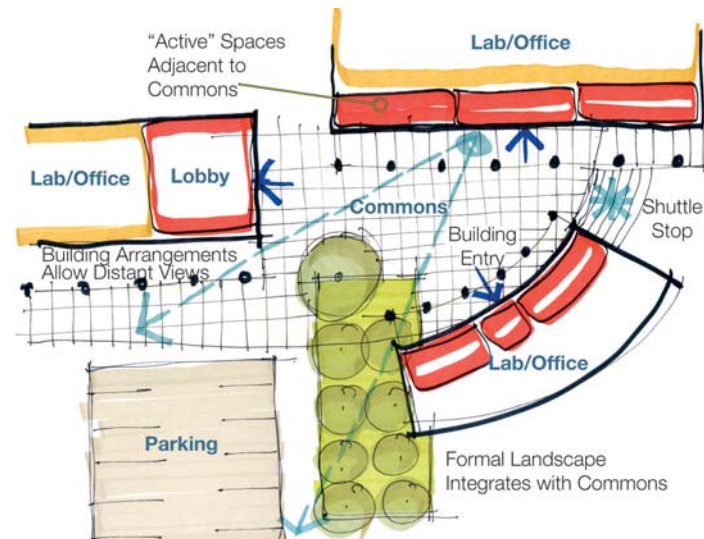 "Active" Spaces
Adjacent to
Commons
Lab/Office
Lab/Office
Lobby
Commons
Shuttle
Stop
Building
Entry
Building Arrangements
Allow Distant Views
Lab/Office
Parking
Formal Landscape
Integrates with Commons